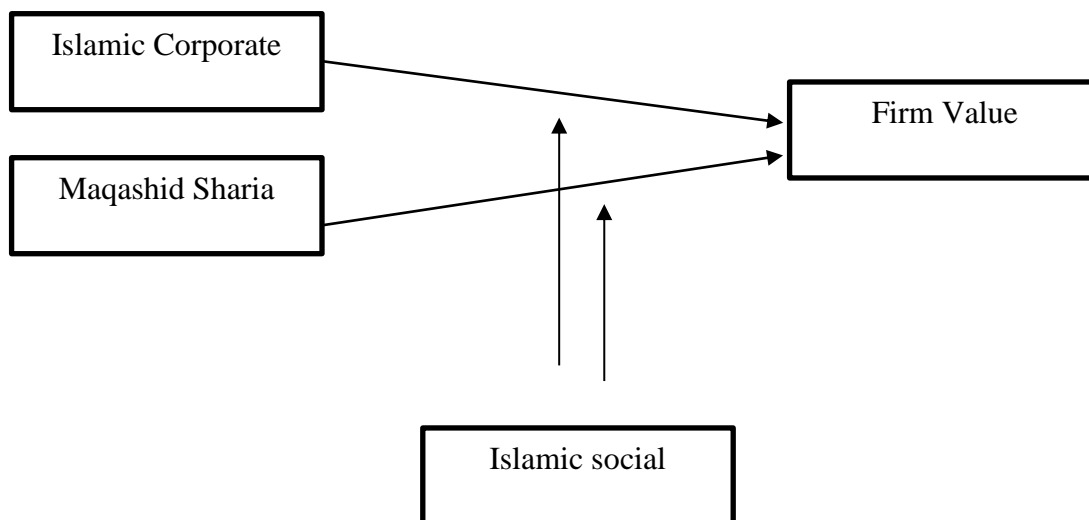 Islamic Corporate
Firm Value
Maqashid Sharia
Islamic social